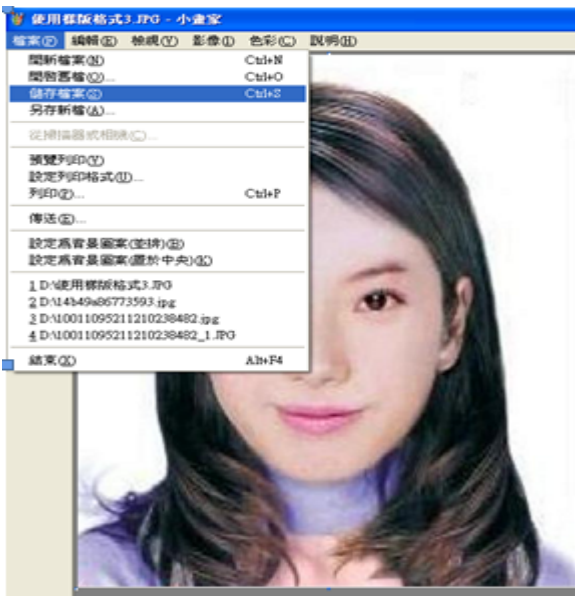 使用樣版格式3.JPG - 小畫家
檔案(F) 編輯(E) 檢視(V) 影像(I) 色彩(C) 說明(H)
開新檔案(N) Ctrl+N
開啟舊檔(O)... Ctrl+O
儲存檔案(S) Ctrl+S
另存新檔(A)...
從掃描器或相機(C)...
預覽列印(V)
設定列印格式(U)...
列印(P)... Ctrl+P
傳送(E)...
設定為背景圖案(並排)(B)
設定為背景圖案(置於中央)(K)
1 D:\使用樣版格式3.JPG
2 D:\14b49a86773593.jpg
3 D:\10011095211210238482.jpg
4 D:\10011095211210238482_1.JPG
結束(X) Alt+F4